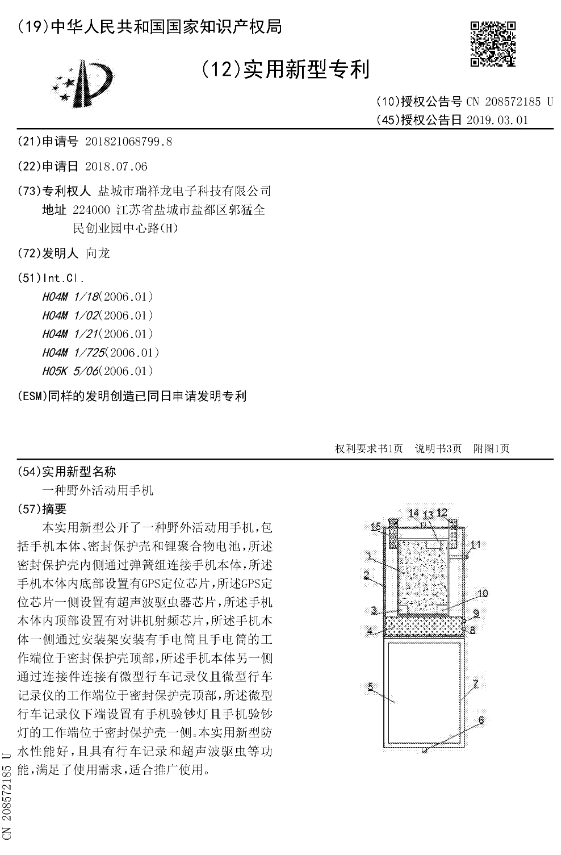 (19)中华人民共和国国家知识产权局
(12)实用新型专利
(10)授权公告号 CN 208572185 U
(45)授权公告日 2019.03.01
(21)申请号 201821068799.8
(22)申请日 2018.07.06
(73)专利权人 盐城市瑞祥龙电子科技有限公司
地址 224000 江苏省盐城市盐都区郭猛全
民创业园中心路(H)
(72)发明人 向龙
(51)Int.Cl.
H04M 1/18(2006.01)
H04M 1/02(2006.01)
H04M 1/21(2006.01)
H04M 1/725(2006.01)
H05K 5/06(2006.01)
(ESM)同样的发明创造已同日申请发明专利
权利要求书1页 说明书3页 附图1页
(54)实用新型名称
一种野外活动用手机
(57)摘要
本实用新型公开了一种野外活动用手机,包
括手机本体、密封保护壳和锂聚合物电池,所述
密封保护壳内侧通过弹簧组连接手机本体,所述
手机本体内底部设置有GPS定位芯片,所述GPS定
位芯片一侧设置有超声波驱虫器芯片,所述手机
本体内顶部设置有对讲机射频芯片,所述手机本
体一侧通过安装架安装有手电筒且手电筒的工
作端位于密封保护壳顶部,所述手机本体另一侧
通过连接件连接有微型行车记录仪且微型行车
记录仪的工作端位于密封保护壳顶部,所述微型
行车记录仪下端设置有手机验钞灯且手机验钞
灯的工作端位于密封保护壳一侧。本实用新型防
水性能好,且具有行车记录和超声波驱虫等功
能,满足了使用需求,适合推广使用。
14 13 12
15
11
1
2
10
3
9
4
8
5
7
6
CN 208572185 U